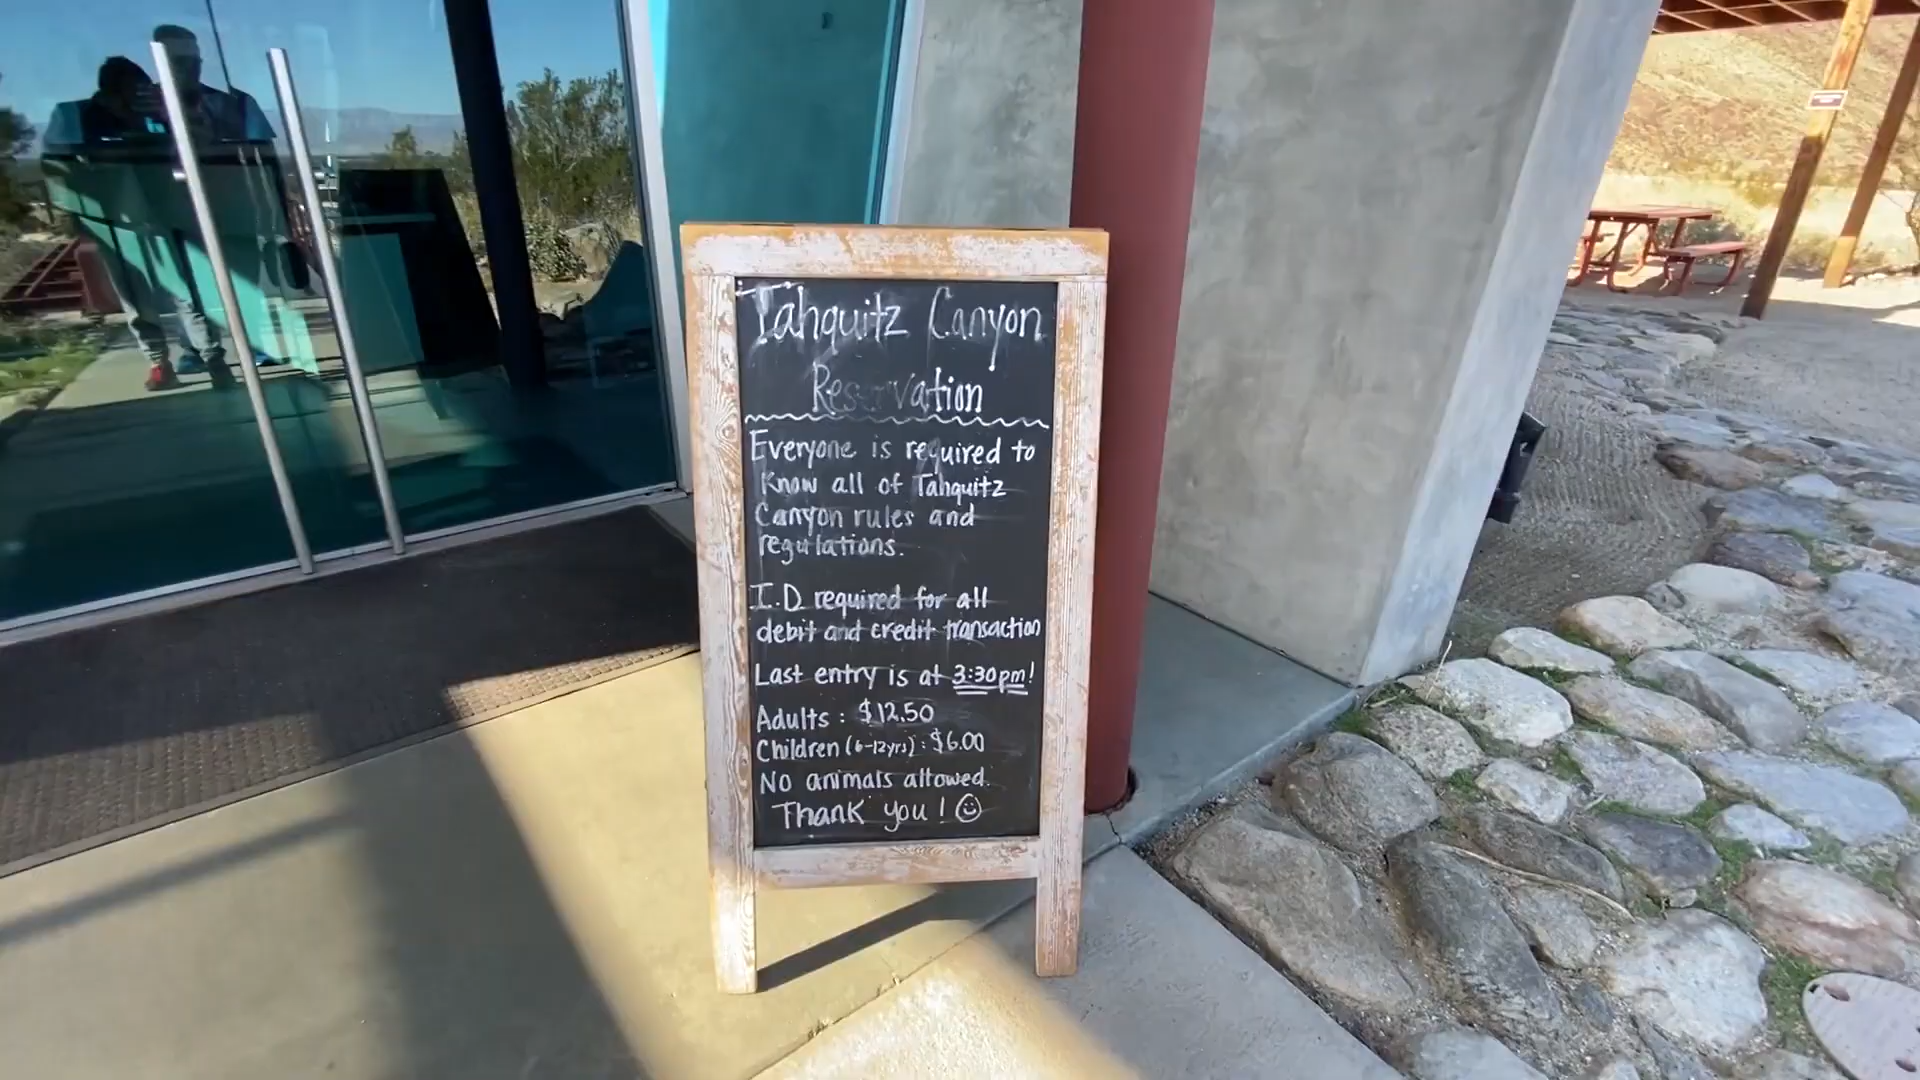 Tahquitz Canyon
Reservation
Everyone is required to
Know all of Tahquitz
Canyon rules and
regulations.
I.D required for all
debit and credit transaction
Last entry is at 3:30pm!
Adults : $12.50
Children (6-12yrs) : $6.00
No animals allowed.
Thank you! ☺